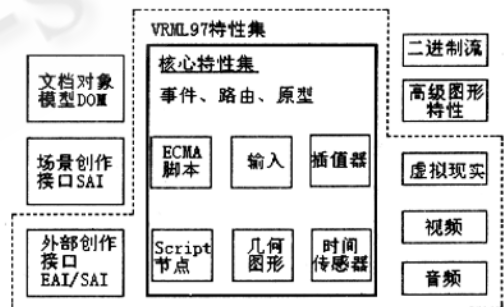 VRML97特性集
核心特性集
事件、路由、原型
ECMA
脚本
输入
插值器
Script
节点
几何
图形
时间
传感器
文档对象
模型DOM
场景创作
接口SAI
外部创作
接口
EAI/SAI
二进制流
高级图形
特性
虚拟现实
视频
音频